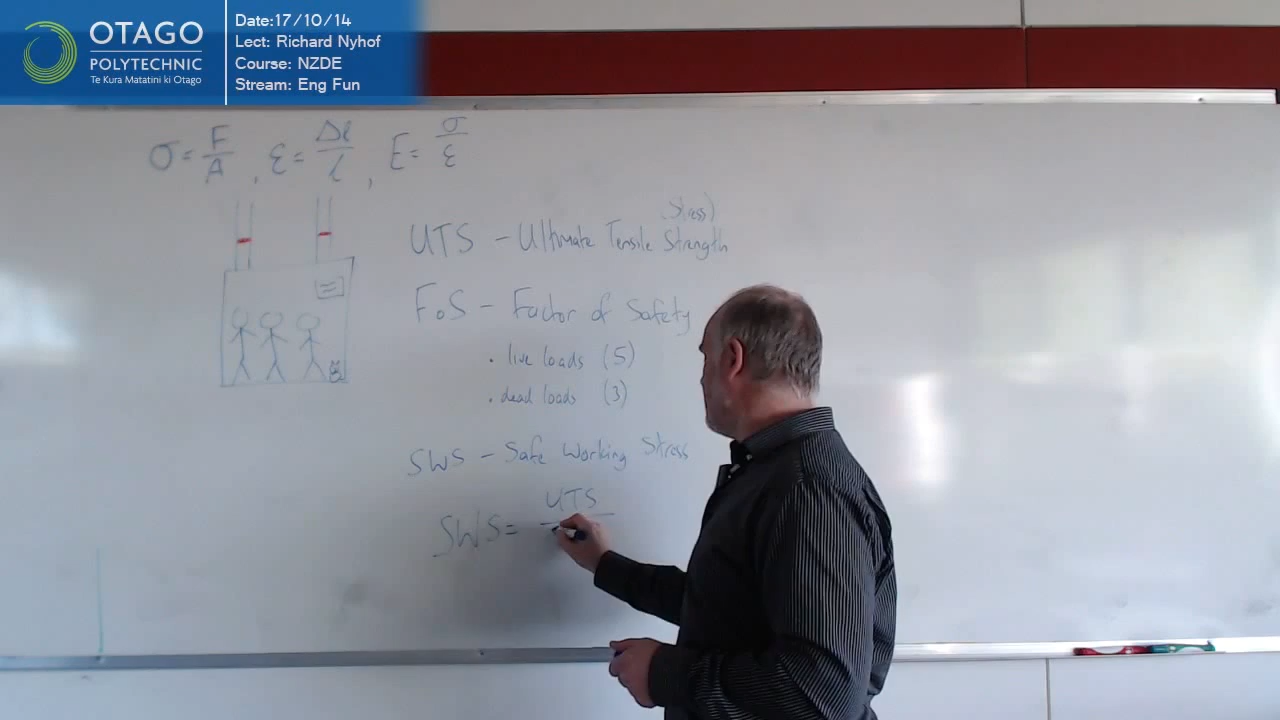 OTAGO
POLYTECHNIC
Te Kura Matatini ki Otago
Date:17/10/14
Lect: Richard Nyhof
Course: NZDE
Stream: Eng Fun
σ = F/A , ε = Δl/l , E = σ/ε
(Stress)
UTS - Ultimate Tensile Strength
FoS - Factor of Safety
• live loads (5)
• dead loads (3)
SWS - Safe Working Stress
UTS
SWS =